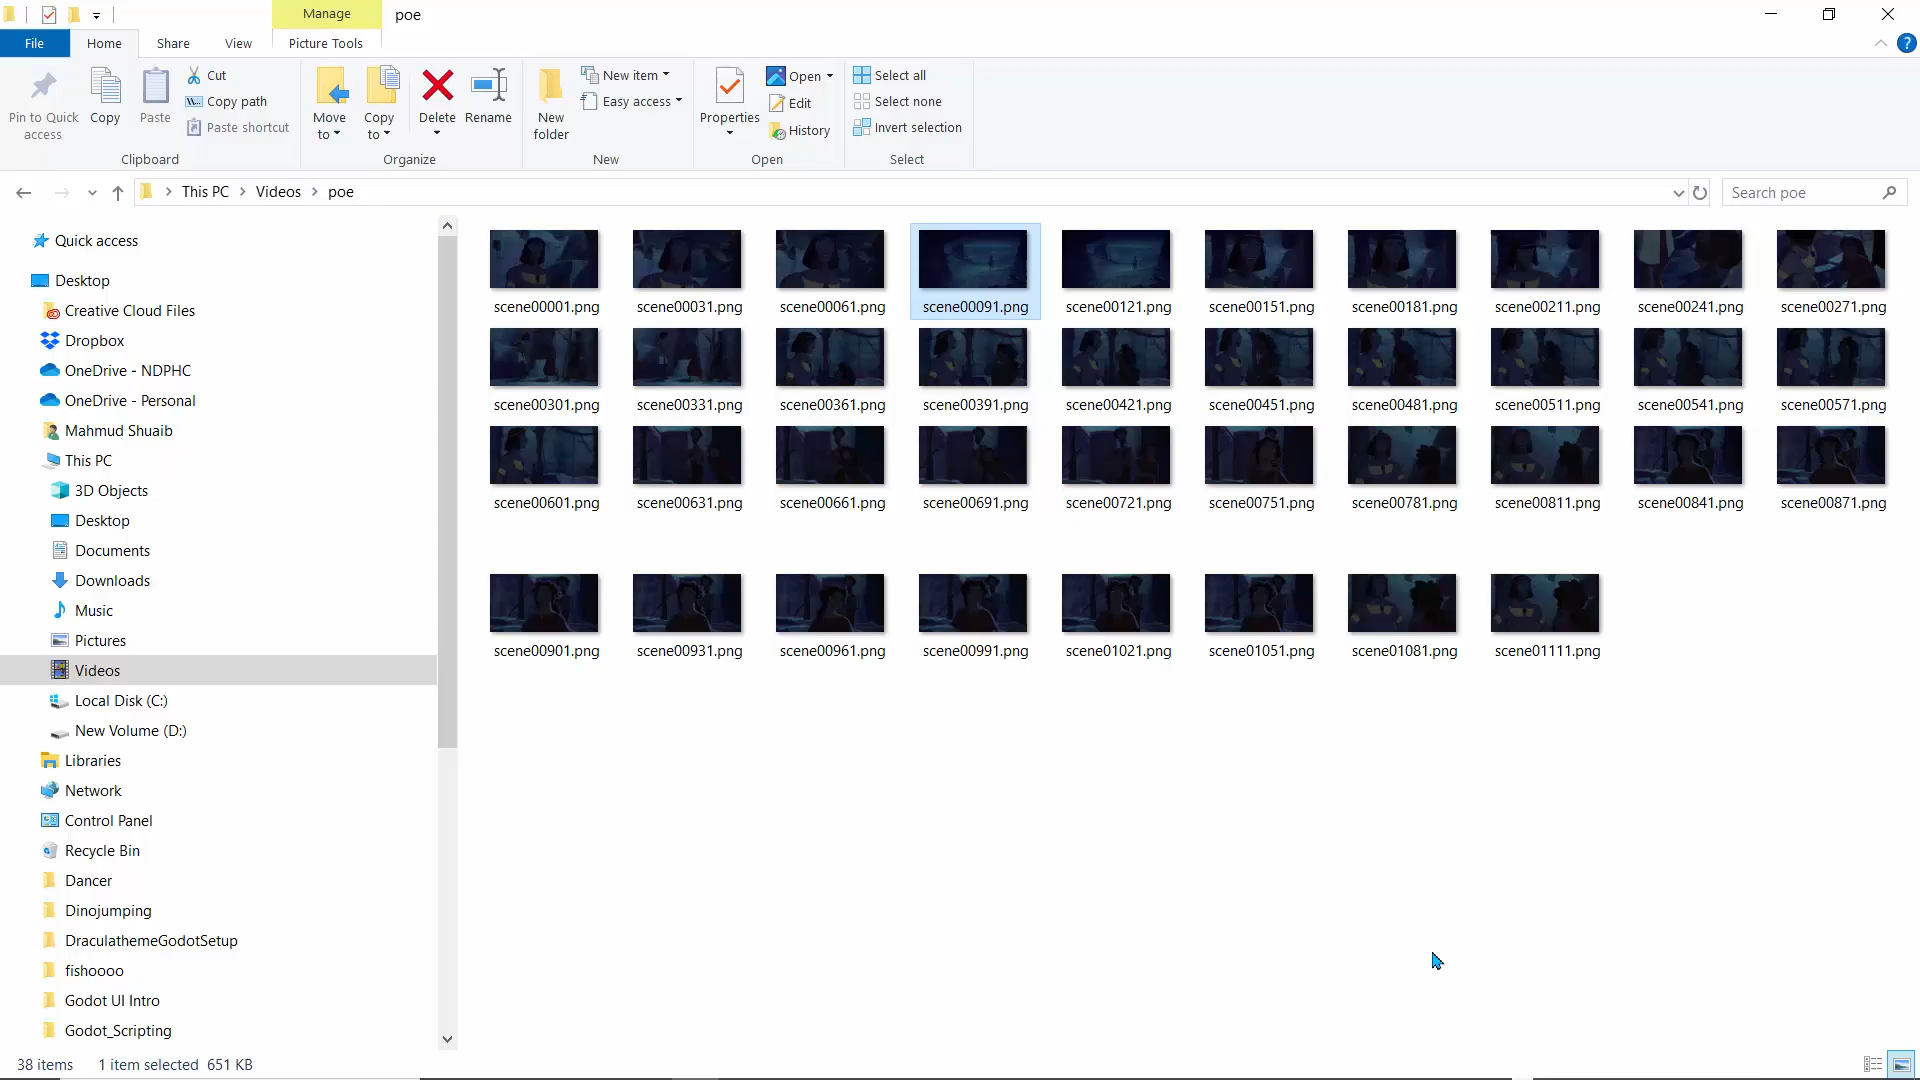 Manage
poe
File
Home
Share
View
Picture Tools
Pin to Quick access
Copy
Paste
Cut
Copy path
Paste shortcut
Clipboard
Move to
Copy to
Delete
Rename
Organize
New folder
New item
Easy access
New
Properties
Open
Edit
History
Open
Select all
Select none
Invert selection
Select
This PC > Videos > poe
Search poe
Quick access
Desktop
Creative Cloud Files
Dropbox
OneDrive - NDPHC
OneDrive - Personal
Mahmud Shuaib
This PC
3D Objects
Desktop
Documents
Downloads
Music
Pictures
Videos
Local Disk (C:)
New Volume (D:)
Libraries
Network
Control Panel
Recycle Bin
Dancer
Dinojumping
DraculathemeGodotSetup
fishoooo
Godot UI Intro
Godot_Scripting
scene00001.png scene00031.png scene00061.png scene00091.png scene00121.png scene00151.png scene00181.png scene00211.png scene00241.png scene00271.png
scene00301.png scene00331.png scene00361.png scene00391.png scene00421.png scene00451.png scene00481.png scene00511.png scene00541.png scene00571.png
scene00601.png scene00631.png scene00661.png scene00691.png scene00721.png scene00751.png scene00781.png scene00811.png scene00841.png scene00871.png
scene00901.png scene00931.png scene00961.png scene00991.png scene01021.png scene01051.png scene01081.png scene01111.png
38 items 1 item selected 651 KB